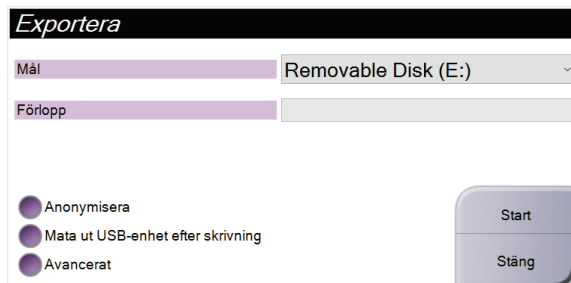 Exportera
Mål
Removable Disk (E:)
Förlopp
Anonymisera
Mata ut USB-enhet efter skrivning
Avancerat
Start
Stäng